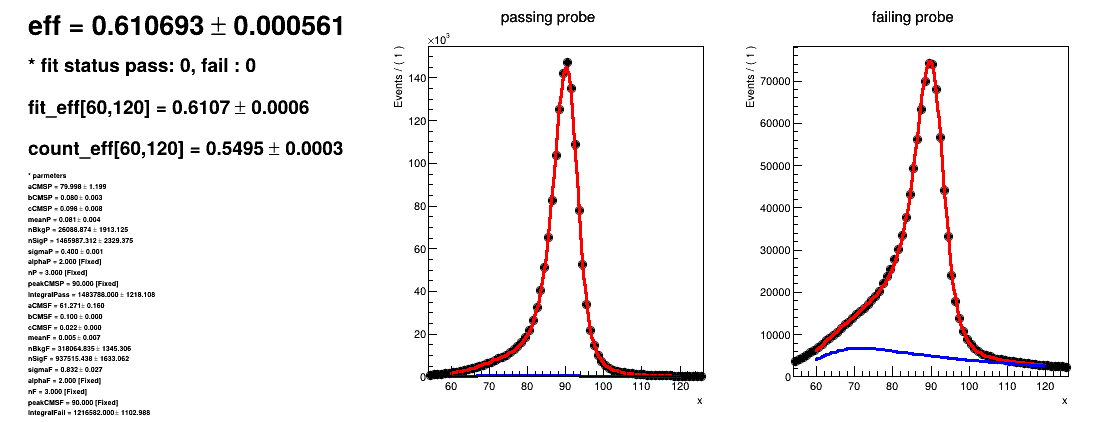 eff = 0.610693 ± 0.000561
* fit status pass: 0, fail : 0
fit_eff[60,120] = 0.6107 ± 0.0006
count_eff[60,120] = 0.5495 ± 0.0003
* parmeters
aCMSP = 79.998 ± 1.199
bCMSP = 0.080 ± 0.003
cCMSP = 0.096 ± 0.008
meanP = 0.081 ± 0.004
nBkgP = 26088.874 ± 1913.125
nSigP = 1465987.312 ± 2329.375
sigmaP = 0.400 ± 0.001
alphaP = 2.000 [Fixed]
nP = 3.000 [Fixed]
peakCMSP = 90.000 [Fixed]
integralPass = 1483788.000 ± 1218.108
aCMSF = 61.271 ± 0.160
bCMSF = 0.100 ± 0.000
cCMSF = 0.022 ± 0.000
meanF = 0.005 ± 0.007
nBkgF = 318064.835 ± 1345.306
nSigF = 937515.438 ± 1633.062
sigmaF = 0.832 ± 0.027
alphaF = 2.000 [Fixed]
nF = 3.000 [Fixed]
peakCMSF = 90.000 [Fixed]
integralFail = 1216582.000 ± 1102.988
passing probe
×10³
Events / ( 1 )
140
120
100
80
60
40
20
0
60 70 80 90 100 110 120
x
failing probe
Events / ( 1 )
70000
60000
50000
40000
30000
20000
10000
0
60 70 80 90 100 110 120
x